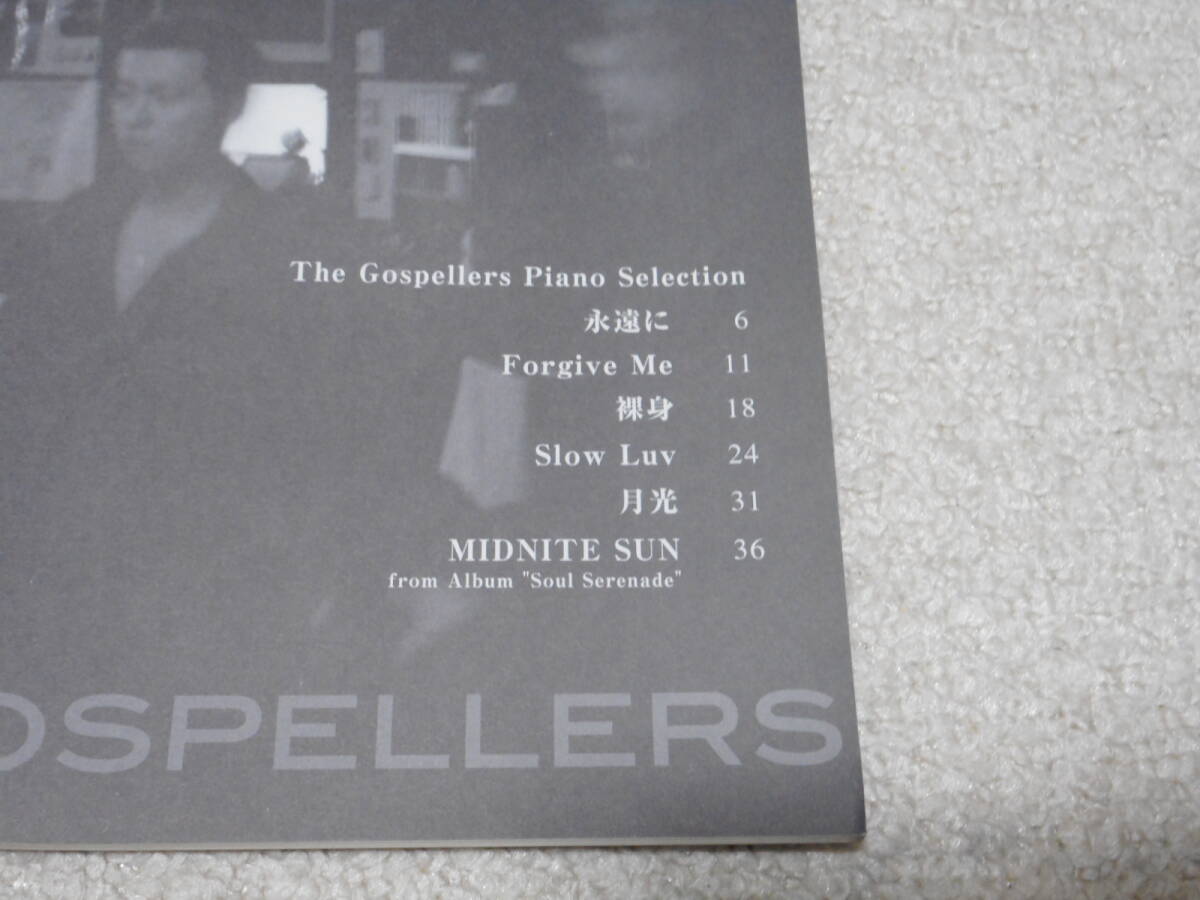 The Gospellers Piano Selection
永遠に 6
Forgive Me 11
裸身 18
Slow Luv 24
月光 31
MIDNITE SUN 36
from Album "Soul Serenade"
OSPELLERS